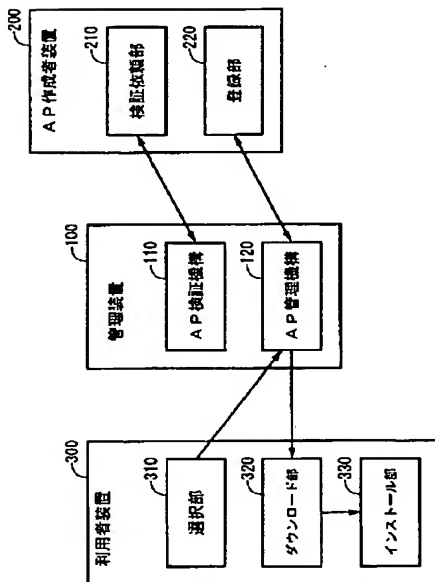 300
利用者装置
310
選択部
320
ダウンロード部
330
インストール部
100
管理装置
110
AP検証機構
120
AP管理機構
200
AP作成者装置
210
検証依頼部
220
登録部